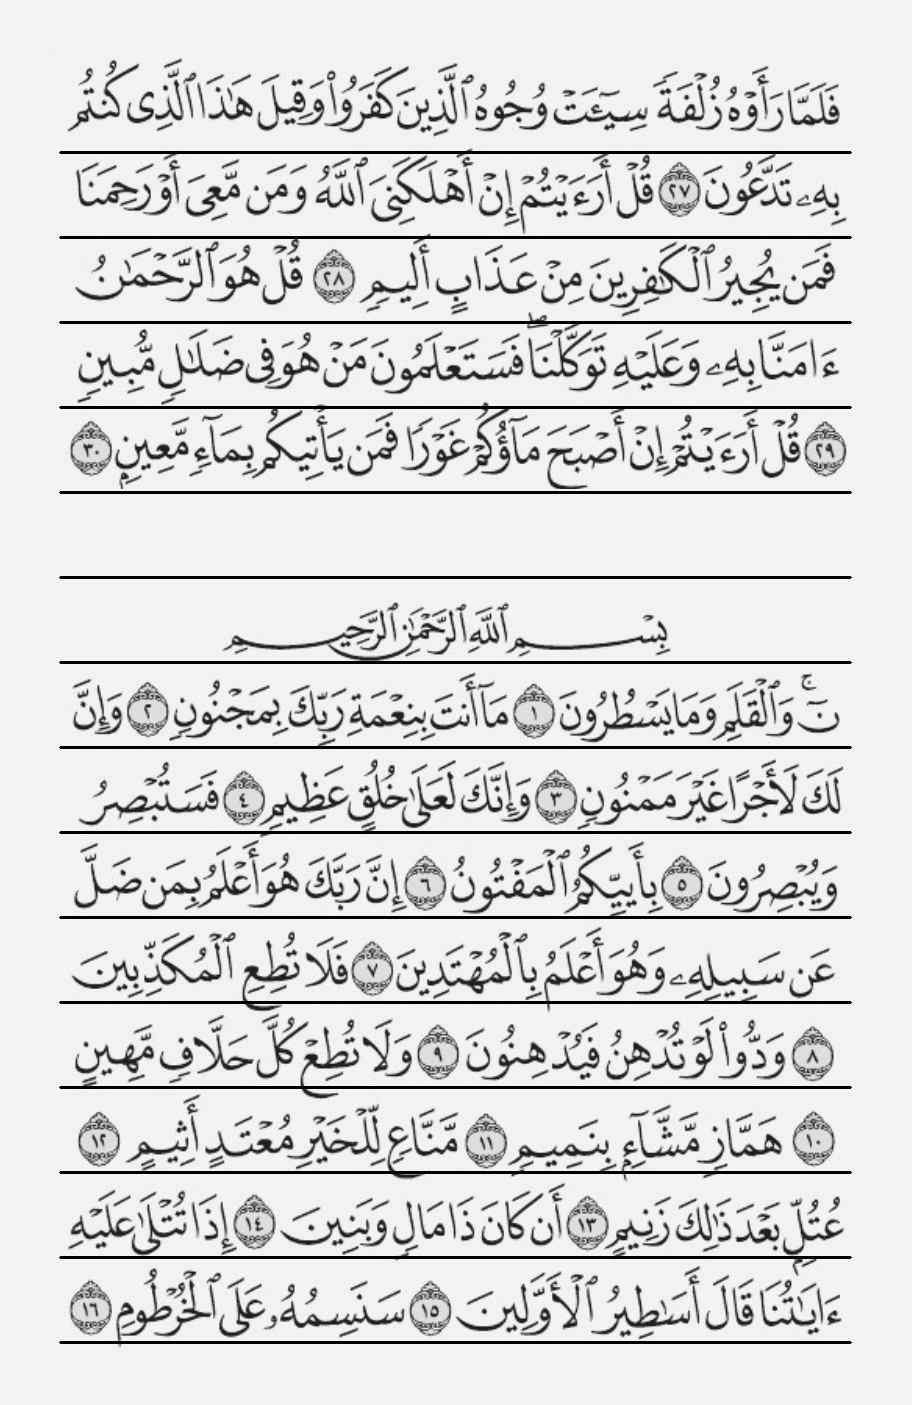 فَلَمَّا رَأَوْهُ زُلْفَةً سِيٓـَٔتْ وُجُوهُ ٱلَّذِينَ كَفَرُوا۟ وَقِيلَ هَـٰذَا ٱلَّذِى كُنتُم
بِهِۦ تَدَّعُونَ ٢٧ قُلْ أَرَءَيْتُمْ إِنْ أَهْلَكَنِىَ ٱللَّهُ وَمَن مَّعِىَ أَوْ رَحِمَنَا
فَمَن يُجِيرُ ٱلْكَـٰفِرِينَ مِنْ عَذَابٍ أَلِيمٍ ٢٨ قُلْ هُوَ ٱلرَّحْمَـٰنُ
ءَامَنَّا بِهِۦ وَعَلَيْهِ تَوَكَّلْنَا ۖ فَسَتَعْلَمُونَ مَنْ هُوَ فِى ضَلَـٰلٍ مُّبِينٍ
٢٩ قُلْ أَرَءَيْتُمْ إِنْ أَصْبَحَ مَآؤُكُمْ غَوْرًا فَمَن يَأْتِيكُم بِمَآءٍ مَّعِينٍۭ ٣٠
بِسْمِ ٱللَّهِ ٱلرَّحْمَـٰنِ ٱلرَّحِيمِ
نٓ ۚ وَٱلْقَلَمِ وَمَا يَسْطُرُونَ ١ مَآ أَنتَ بِنِعْمَةِ رَبِّكَ بِمَجْنُونٍ ٢ وَإِنَّ
لَكَ لَأَجْرًا غَيْرَ مَمْنُونٍ ٣ وَإِنَّكَ لَعَلَىٰ خُلُقٍ عَظِيمٍ ٤ فَسَتُبْصِرُ
وَيُبْصِرُونَ ٥ بِأَييِّكُمُ ٱلْمَفْتُونُ ٦ إِنَّ رَبَّكَ هُوَ أَعْلَمُ بِمَن ضَلَّ
عَن سَبِيلِهِۦ وَهُوَ أَعْلَمُ بِٱلْمُهْتَدِينَ ٧ فَلَا تُطِعِ ٱلْمُكَذِّبِينَ
٨ وَدُّوا۟ لَوْ تُدْهِنُ فَيُدْهِنُونَ ٩ وَلَا تُطِعْ كُلَّ حَلَّافٍ مَّهِينٍ
١٠ هَمَّازٍ مَّشَّآءٍۭ بِنَمِيمٍ ١١ مَّنَّاعٍ لِّلْخَيْرِ مُعْتَدٍ أَثِيمٍ ١٢
عُتُلٍّۭ بَعْدَ ذَٰلِكَ زَنِيمٍ ١٣ أَن كَانَ ذَا مَالٍ وَبَنِينَ ١٤ إِذَا تُتْلَىٰ عَلَيْهِ
ءَايَـٰتُنَا قَالَ أَسَـٰطِيرُ ٱلْأَوَّلِينَ ١٥ سَنَسِمُهُۥ عَلَى ٱلْخُرْطُومِ ١٦